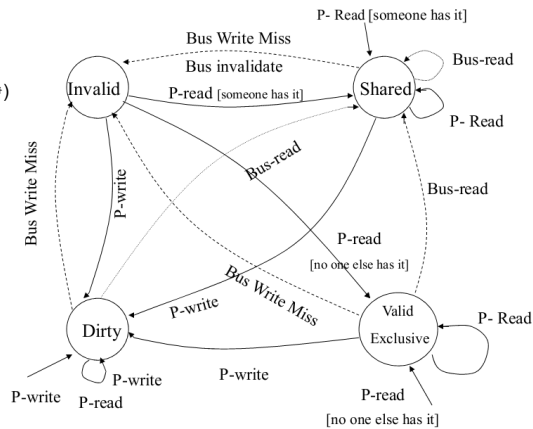 P- Read [someone has it]
Bus Write Miss
Bus invalidate
Bus-read
Invalid
P-read [someone has it]
Shared
P- Read
Bus Write Miss
P-write
Bus-read
Bus-read
P-read
[no one else has it]
Bus Write Miss
P-write
Dirty
Valid
Exclusive
P- Read
P-write
P-write
P-write
P-read
P-read
[no one else has it]